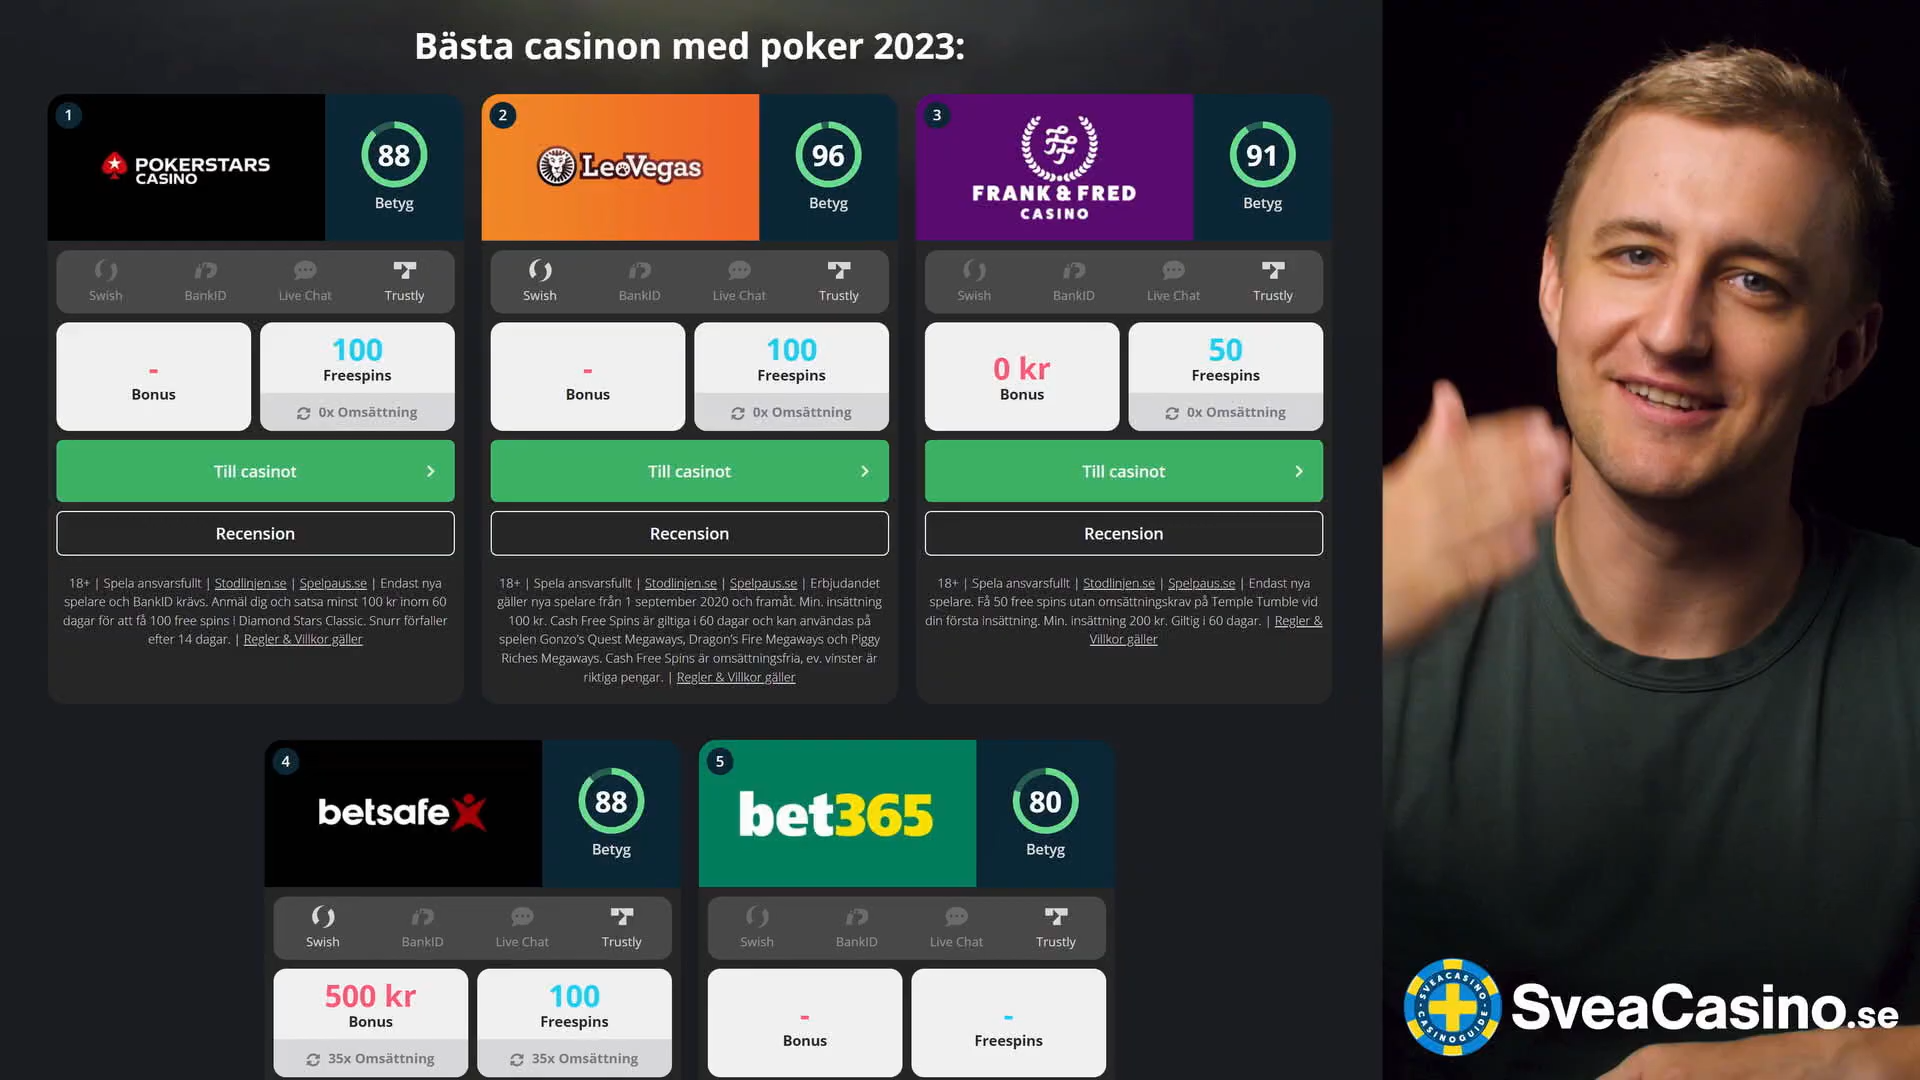 Bästa casinon med poker 2023:
1
POKERSTARS
CASINO
88
Betyg
Swish
BankID
Live Chat
Trustly
-
Bonus
100
Freespins
0x Omsättning
Till casinot
Recension
18+ | Spela ansvarsfullt | Stodlinjen.se | Spelpaus.se | Endast nya
spelare och BankID krävs. Anmäl dig och satsa minst 100 kr inom 60
dagar för att få 100 free spins i Diamond Stars Classic. Snurr förfaller
efter 14 dagar. | Regler & Villkor gäller
2
LeoVegas
96
Betyg
Swish
BankID
Live Chat
Trustly
-
Bonus
100
Freespins
0x Omsättning
Till casinot
Recension
18+ | Spela ansvarsfullt | Stodlinjen.se | Spelpaus.se | Erbjudandet
gäller nya spelare från 1 september 2020 och framåt. Min. insättning
100 kr. Cash Free Spins är giltiga i 60 dagar och kan användas på
spelen Gonzo's Quest Megaways, Dragon's Fire Megaways och Piggy
Riches Megaways. Cash Free Spins är omsättningsfria, ev. vinster är
riktiga pengar. | Regler & Villkor gäller
3
FRANK & FRED
CASINO
91
Betyg
Swish
BankID
Live Chat
Trustly
0 kr
Bonus
50
Freespins
0x Omsättning
Till casinot
Recension
18+ | Spela ansvarsfullt | Stodlinjen.se | Spelpaus.se | Endast nya
spelare. Få 50 free spins utan omsättningskrav på Temple Tumble vid
din första insättning. Min. insättning 200 kr. Giltig i 60 dagar. | Regler &
Villkor gäller
4
betsafe
88
Betyg
Swish
BankID
Live Chat
Trustly
500 kr
Bonus
35x Omsättning
100
Freespins
35x Omsättning
5
bet365
80
Betyg
Swish
BankID
Live Chat
Trustly
-
Bonus
-
Freespins
SVEACASINO
CASINOGUIDE
SveaCasino.se